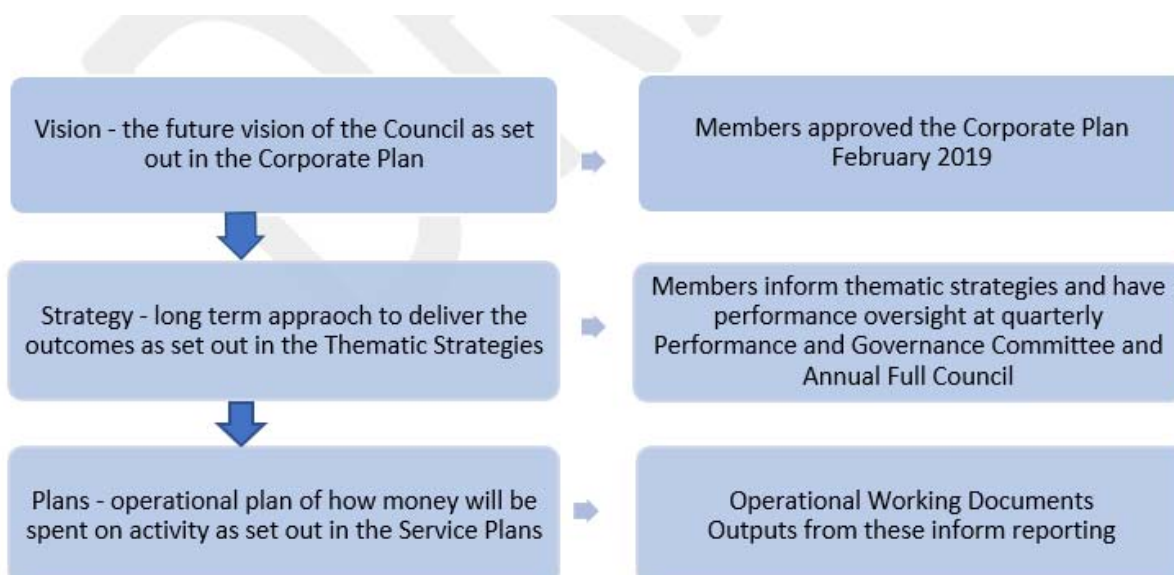 Vision - the future vision of the Council as set
out in the Corporate Plan
Members approved the Corporate Plan
February 2019
Strategy - long term appraoch to deliver the
outcomes as set out in the Thematic Strategies
Members inform thematic strategies and have
performance oversight at quarterly
Performance and Governance Committee and
Annual Full Council
Plans - operational plan of how money will be
spent on activity as set out in the Service Plans
Operational Working Documents
Outputs from these inform reporting